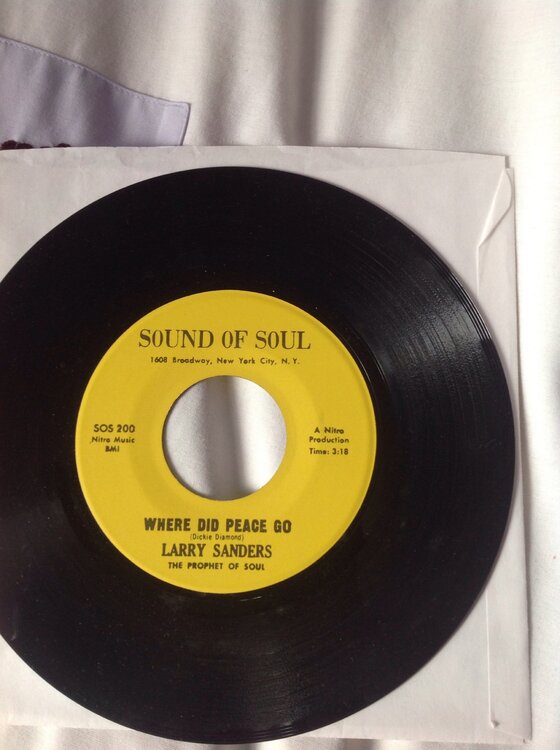 SOUND OF SOUL
1608 Broadway, New York City, N.Y.
SOS 200
Nitro Music
BMI
A Nitro
Production
Time: 3:18
WHERE DID PEACE GO
(Dickie Diamond)
LARRY SANDERS
THE PROPHET OF SOUL